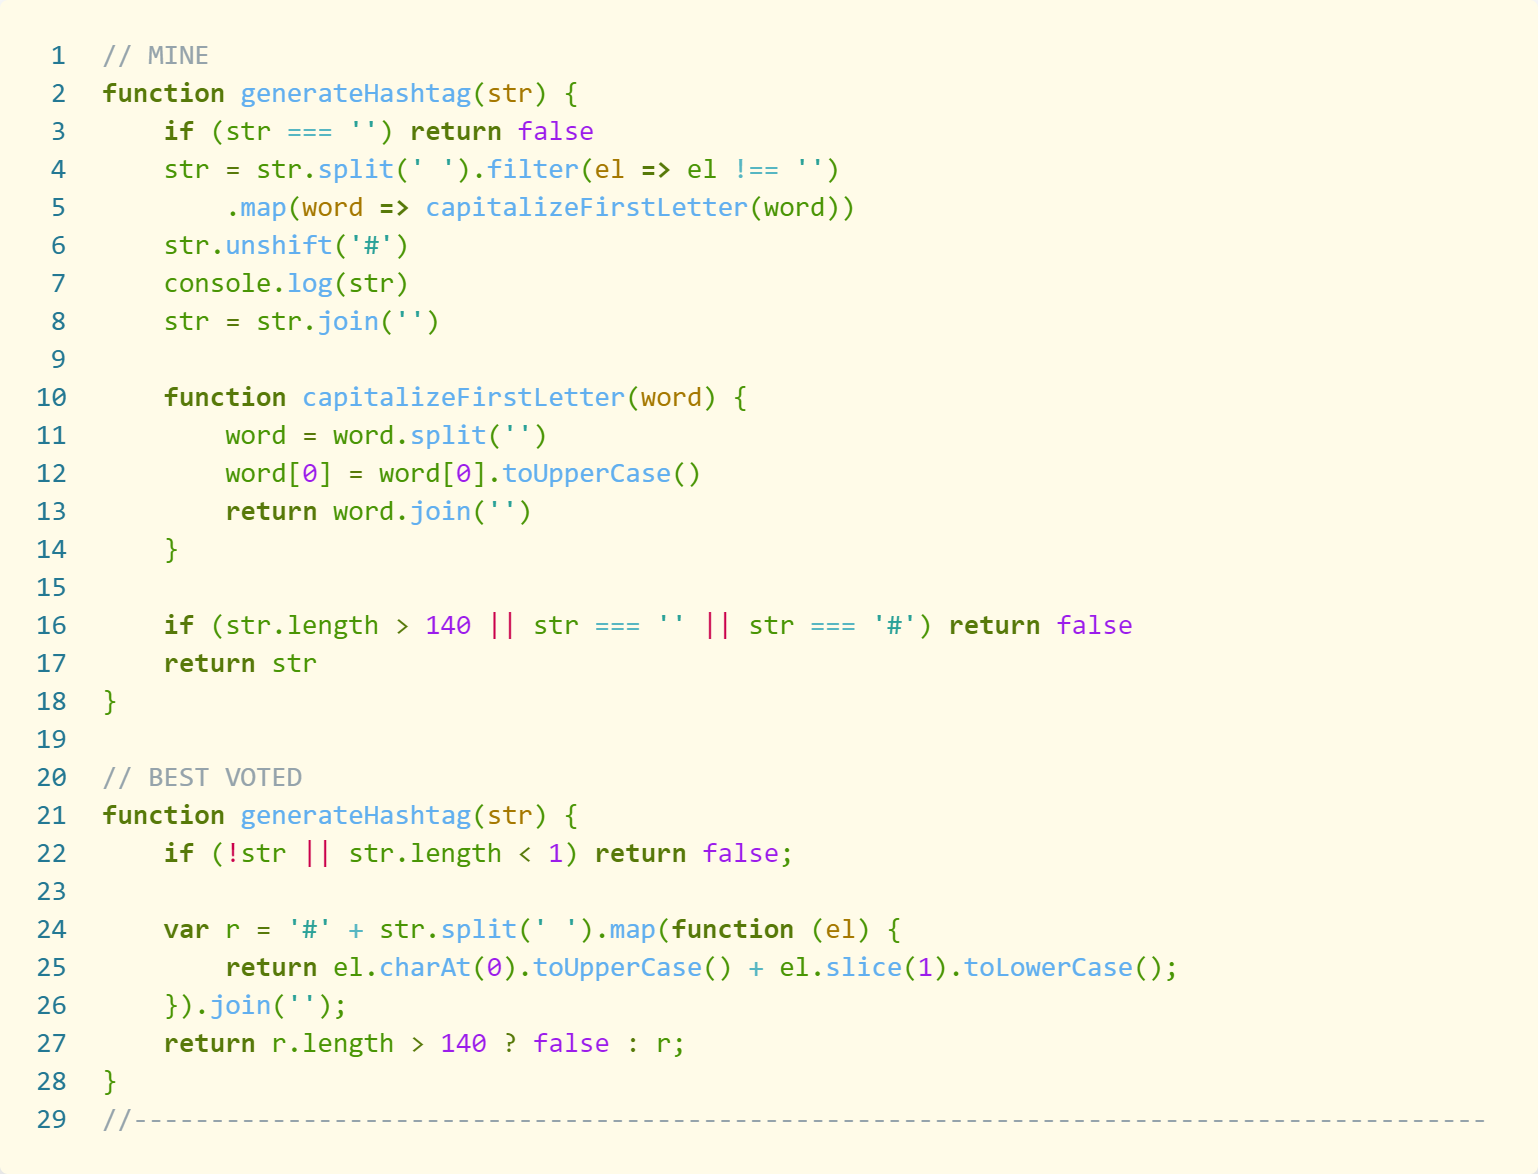 1 // MINE
2 function generateHashtag(str) {
3     if (str === '') return false
4     str = str.split(' ').filter(el => el !== '')
5         .map(word => capitalizeFirstLetter(word))
6     str.unshift('#')
7     console.log(str)
8     str = str.join('')
9
10     function capitalizeFirstLetter(word) {
11         word = word.split('')
12         word[0] = word[0].toUpperCase()
13         return word.join('')
14     }
15
16     if (str.length > 140 || str === '' || str === '#') return false
17     return str
18 }
19
20 // BEST VOTED
21 function generateHashtag(str) {
22     if (!str || str.length < 1) return false;
23
24     var r = '#' + str.split(' ').map(function (el) {
25         return el.charAt(0).toUpperCase() + el.slice(1).toLowerCase();
26     }).join('');
27     return r.length > 140 ? false : r;
28 }
29 //----------------------------------------------------------------------------------------